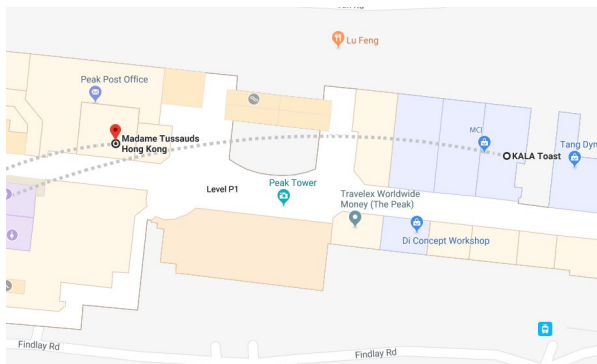 Lu Feng
Peak Post Office
Madame Tussauds
Hong Kong
MCI
KALA Toast
Tang Dyn
Level P1
Peak Tower
Travelex Worldwide
Money (The Peak)
Di Concept Workshop
Findlay Rd
Findlay Rd